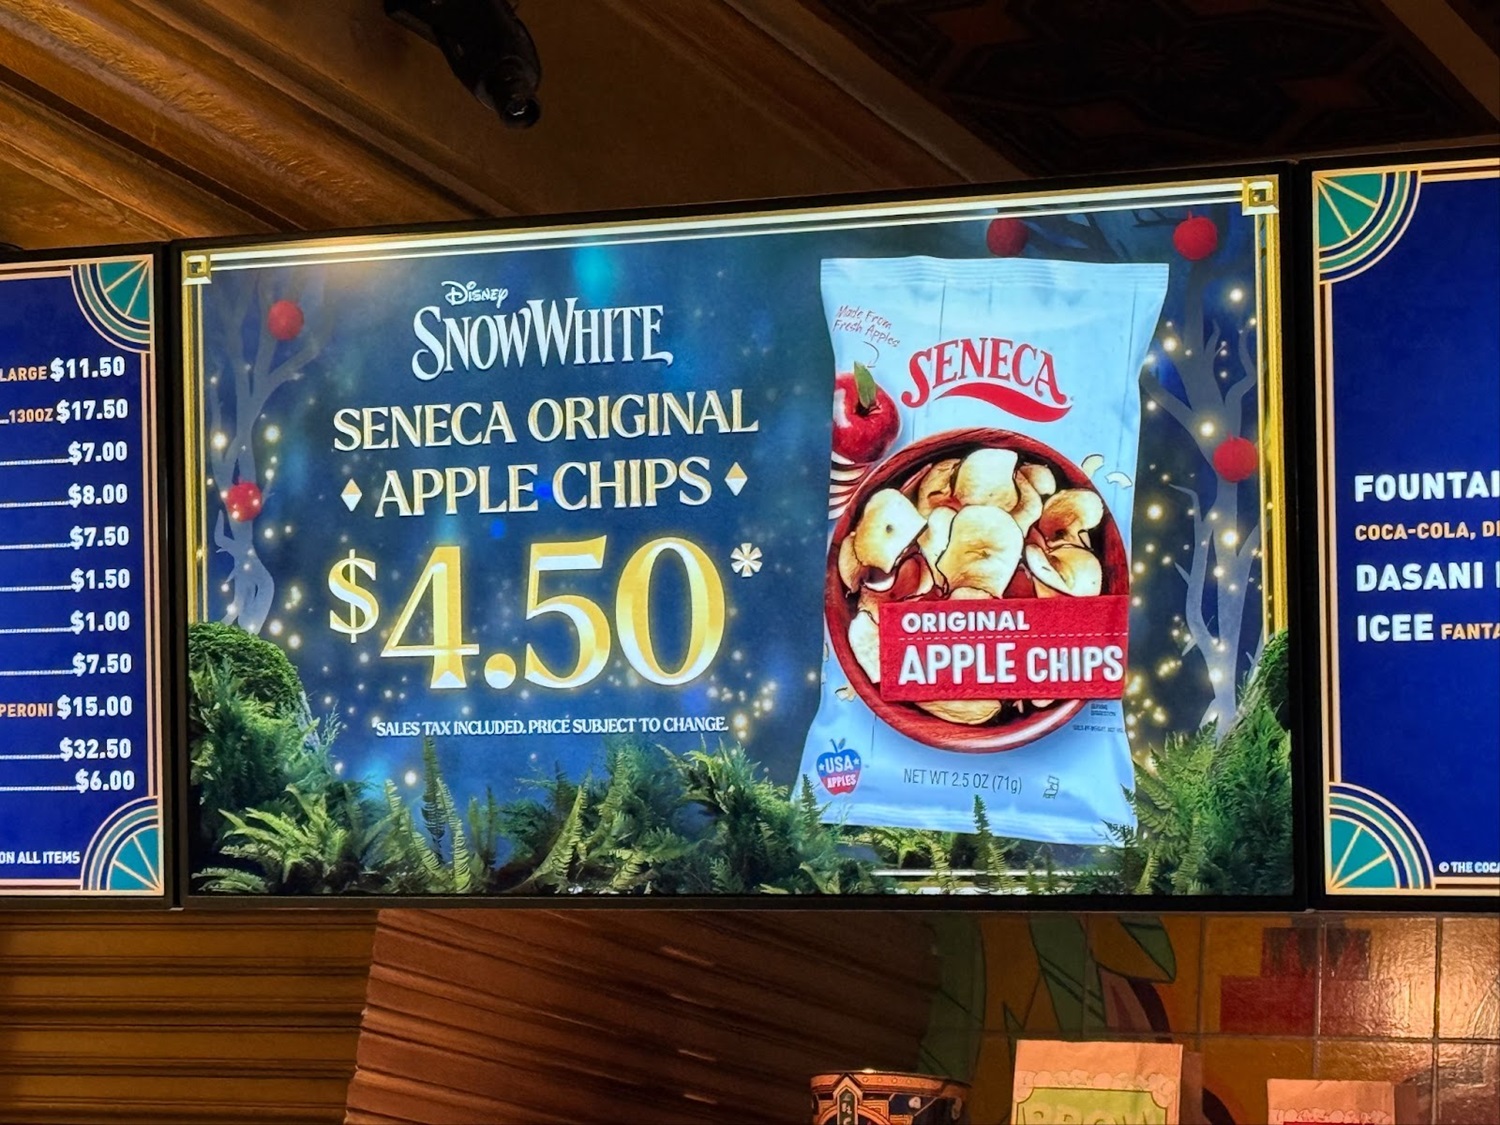 LARGE $11.50
130OZ $17.50
$7.00
$8.00
$7.50
$1.50
$1.00
$7.50
PERONI $15.00
$32.50
$6.00
ON ALL ITEMS
Disney
SNOW WHITE
SENECA ORIGINAL
APPLE CHIPS
$4.50*
*SALES TAX INCLUDED. PRICE SUBJECT TO CHANGE.
Made From
Fresh Apples
SENECA
ORIGINAL
APPLE CHIPS
USA
APPLES
NET WT 2.5 OZ (71g)
FOUNTAI
COCA-COLA, DI
DASANI
ICEE FANTA
© THE COCA